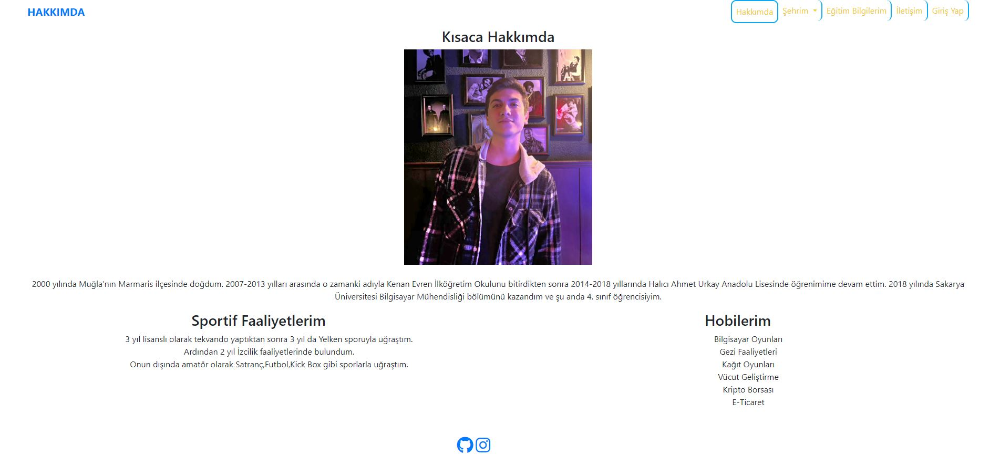 HAKKIMDA
Hakkımda
Şehrim
Eğitim Bilgilerim
İletişim
Giriş Yap
Kısaca Hakkımda
2000 yılında Muğla'nın Marmaris ilçesinde doğdum. 2007-2013 yılları arasında o zamanki adıyla Kenan Evren İlköğretim Okulunu bitirdikten sonra 2014-2018 yıllarında Halıcı Ahmet Urkay Anadolu Lisesinde öğrenimime devam ettim. 2018 yılında Sakarya
Üniversitesi Bilgisayar Mühendisliği bölümünü kazandım ve şu anda 4. sınıf öğrencisiyim.
Sportif Faaliyetlerim
3 yıl lisanslı olarak tekvando yaptıktan sonra 3 yıl da Yelken sporuyla uğraştım.
Ardından 2 yıl İzcilik faaliyetlerinde bulundum.
Onun dışında amatör olarak Satranç,Futbol,Kick Box gibi sporlarla uğraştım.
Hobilerim
Bilgisayar Oyunları
Gezi Faaliyetleri
Kağıt Oyunları
Vücut Geliştirme
Kripto Borsası
E-Ticaret